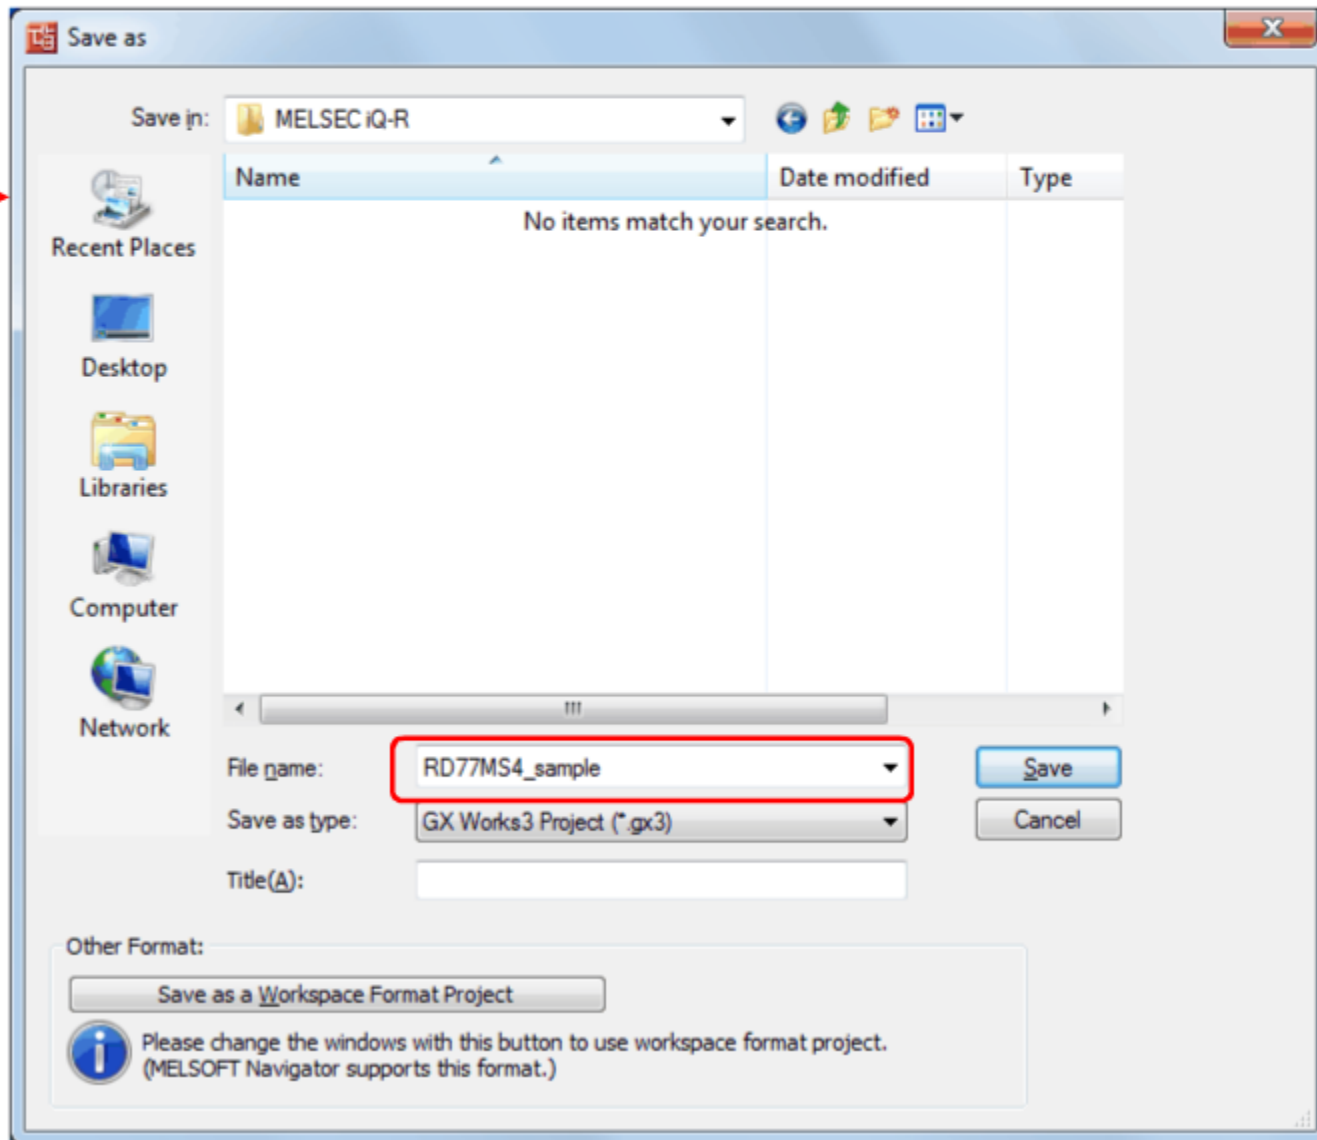 Save as
Save in: MELSEC iQ-R
Name Date modified Type
No items match your search.
Recent Places
Desktop
Libraries
Computer
Network
File name: RD77MS4_sample Save
Save as type: GX Works3 Project (*.gx3) Cancel
Title(A):
Other Format:
Save as a Workspace Format Project
Please change the windows with this button to use workspace format project.
(MELSOFT Navigator supports this format.)